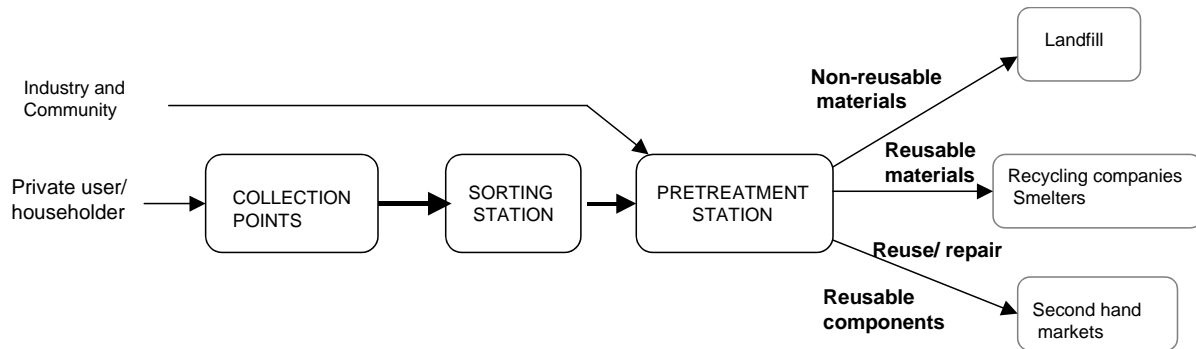 Landfill
Non-reusable
materials
Industry and
Community
Reusable
materials
Private user/
householder
COLLECTION
POINTS
SORTING
STATION
PRETREATMENT
STATION
Recycling companies
Smelters
Reuse/ repair
Reusable
components
Second hand
markets